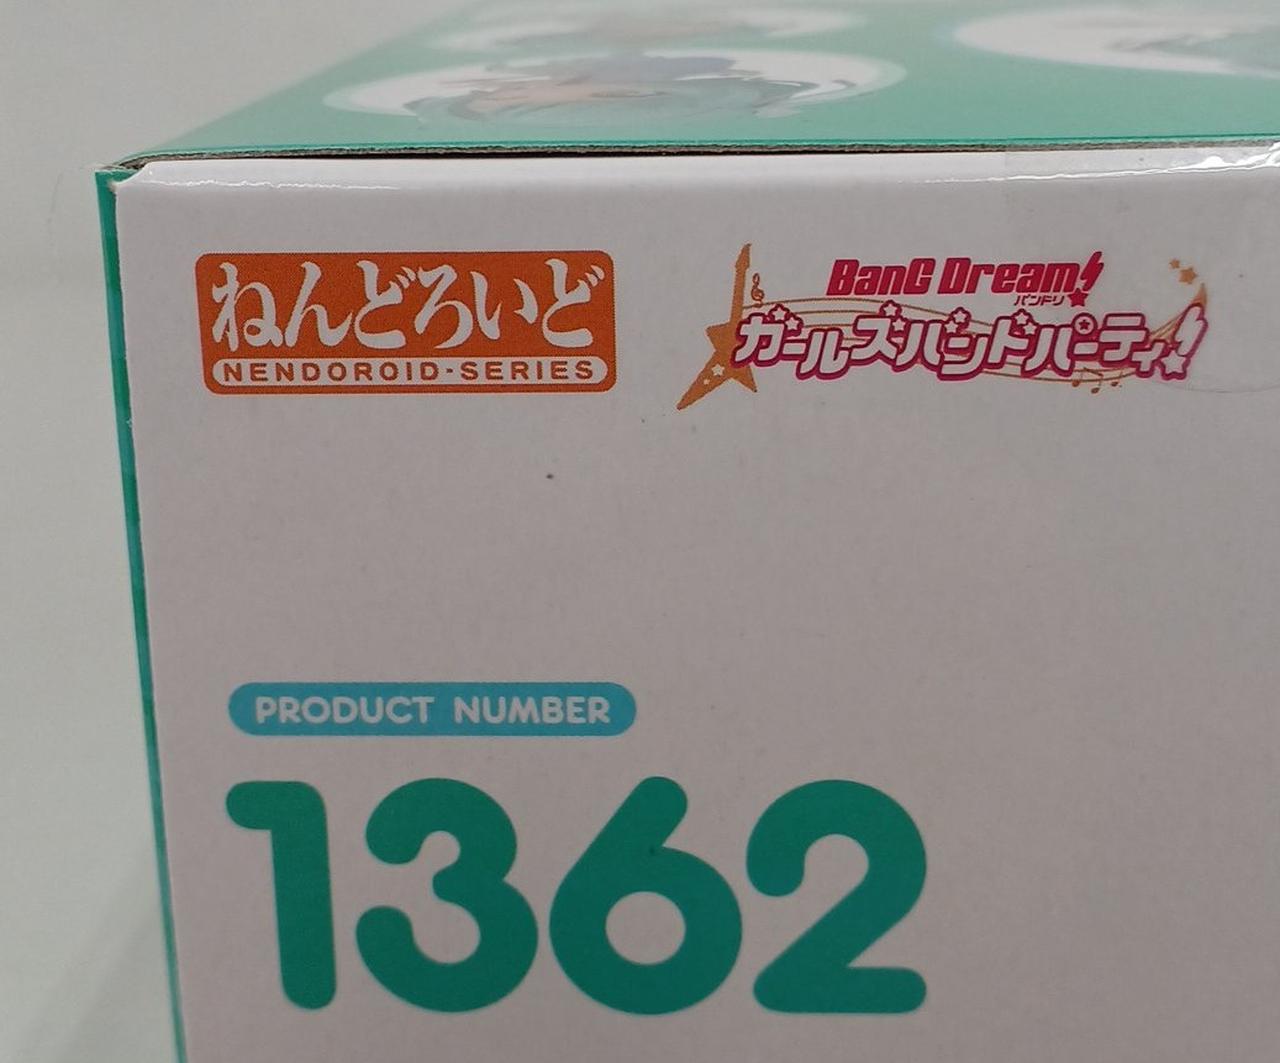 ねんどろいど
NENDOROID-SERIES
BanG Dream!
バンドリ
ガールズバンドパーティ!
PRODUCT NUMBER
1362